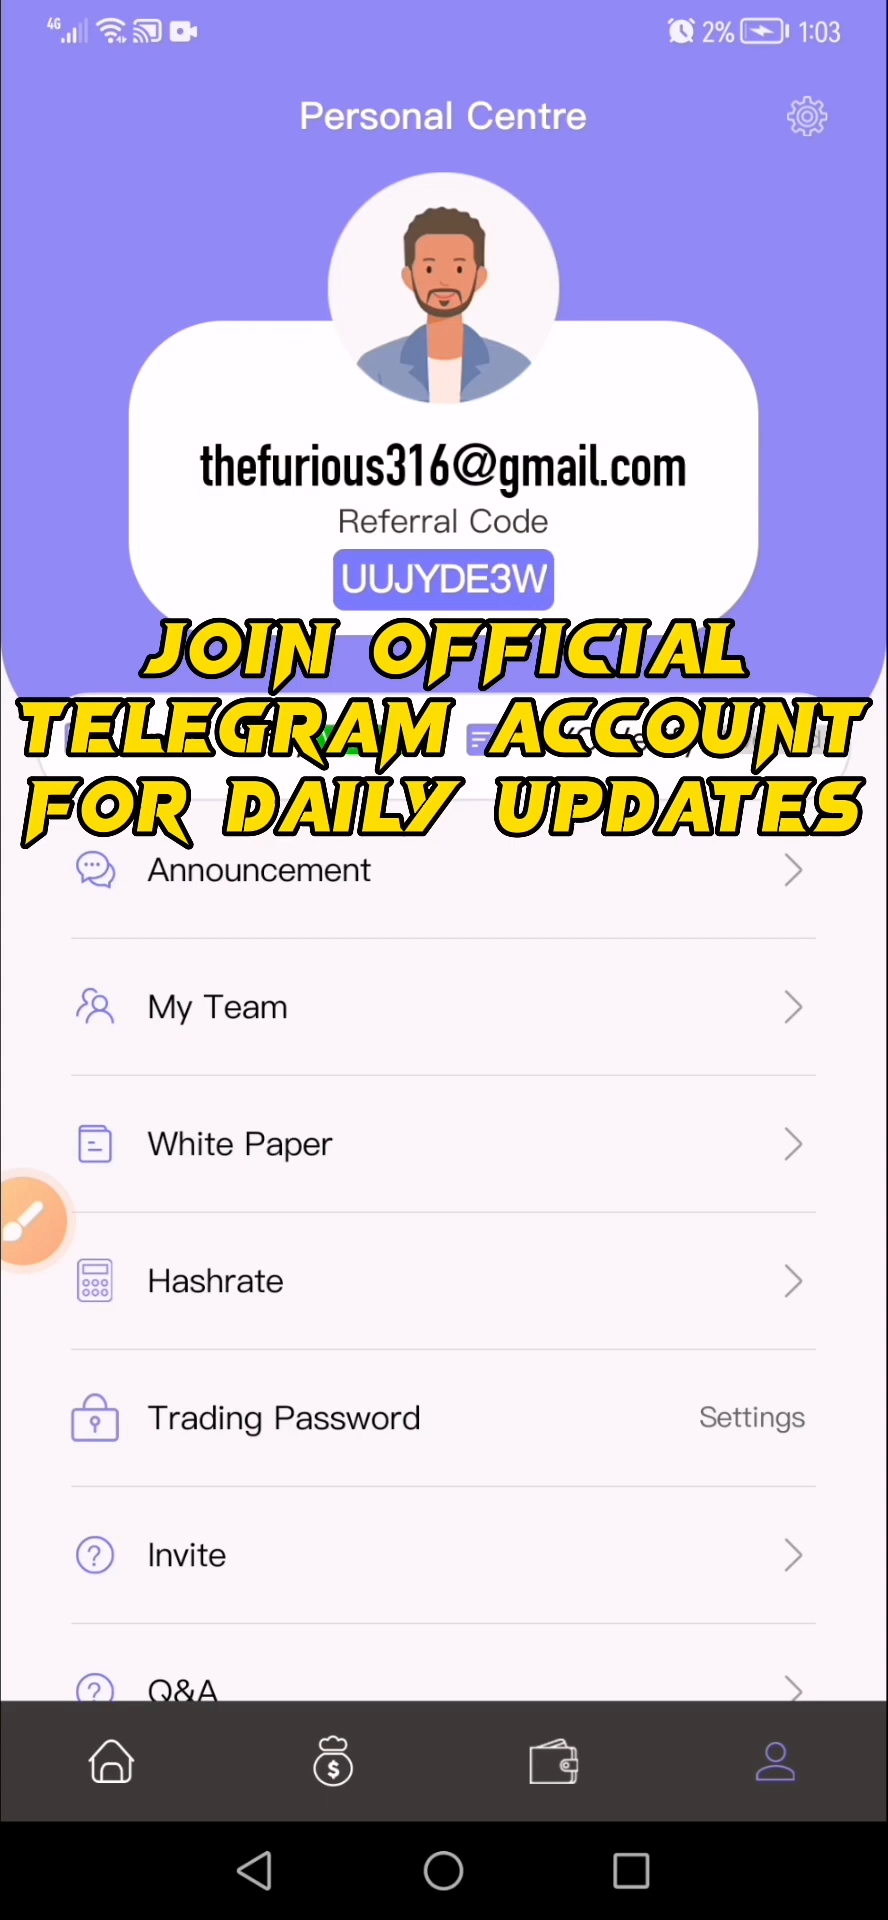 4G 2% 1:03
Personal Centre
thefurious316@gmail.com
Referral Code
UUJYDE3W
JOIN OFFICIAL
TELEGRAM ACCOUNT
FOR DAILY UPDATES
Announcement
My Team
White Paper
Hashrate
Trading Password Settings
Invite
Q&A